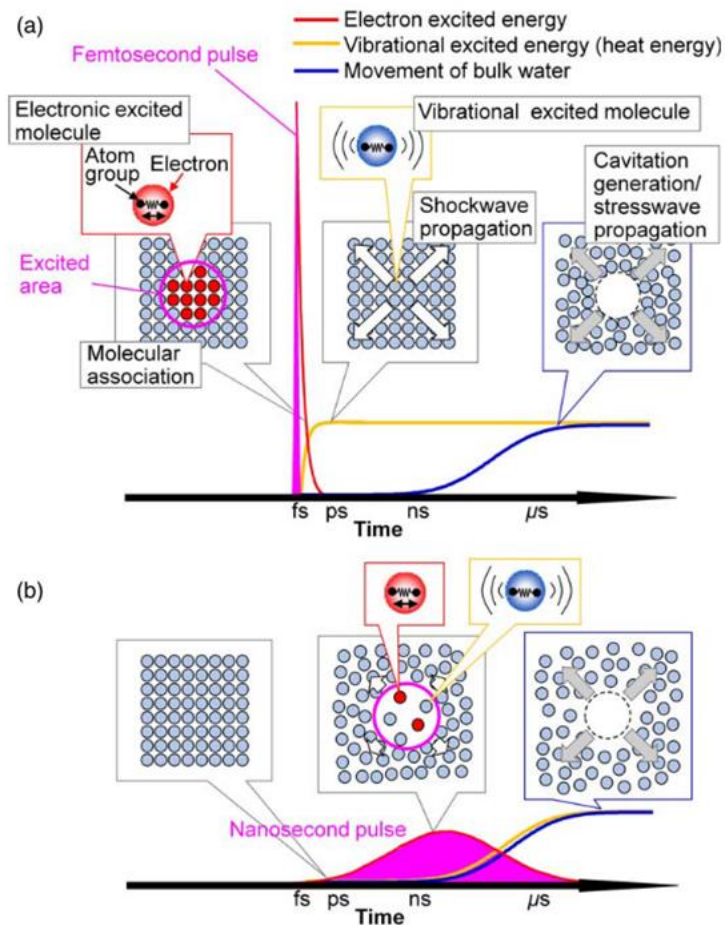 (a)
Electron excited energy
Vibrational excited energy (heat energy)
Movement of bulk water
Femtosecond pulse
Electronic excited
molecule
Atom
group
Electron
Vibrational excited molecule
Shockwave
propagation
Cavitation
generation/
stresswave
propagation
Excited
area
Molecular
association
fs ps ns µs
Time
(b)
Nanosecond pulse
fs ps ns µs
Time